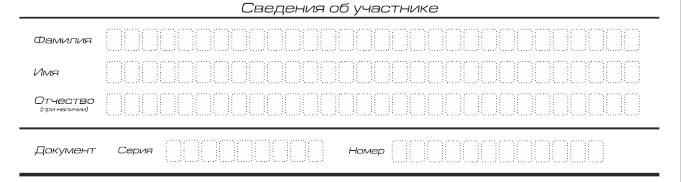 Сведения об участнике
Фамилия
Имя
Отчество
(при наличии)
Документ Серия Номер